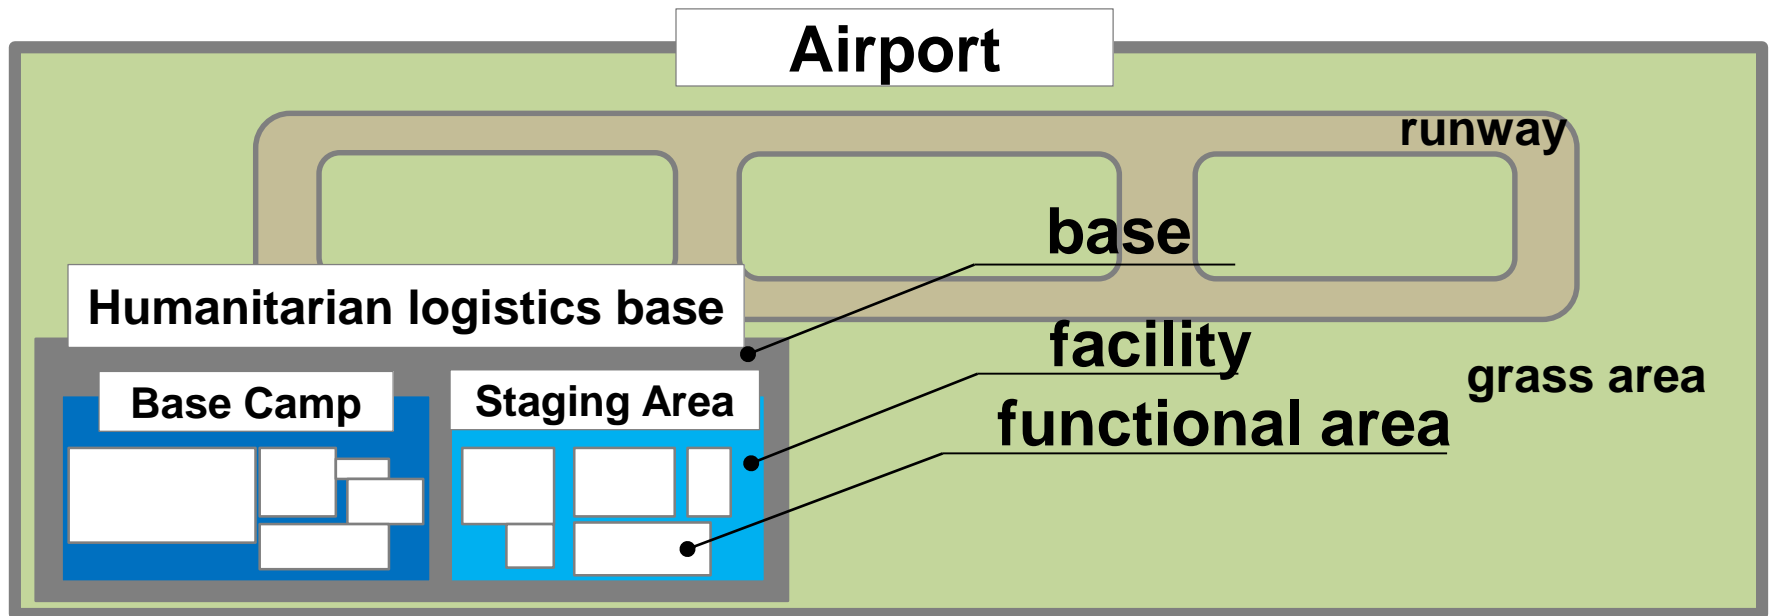 Airport
runway
base
Humanitarian logistics base
facility
grass area
Base Camp
Staging Area
functional area